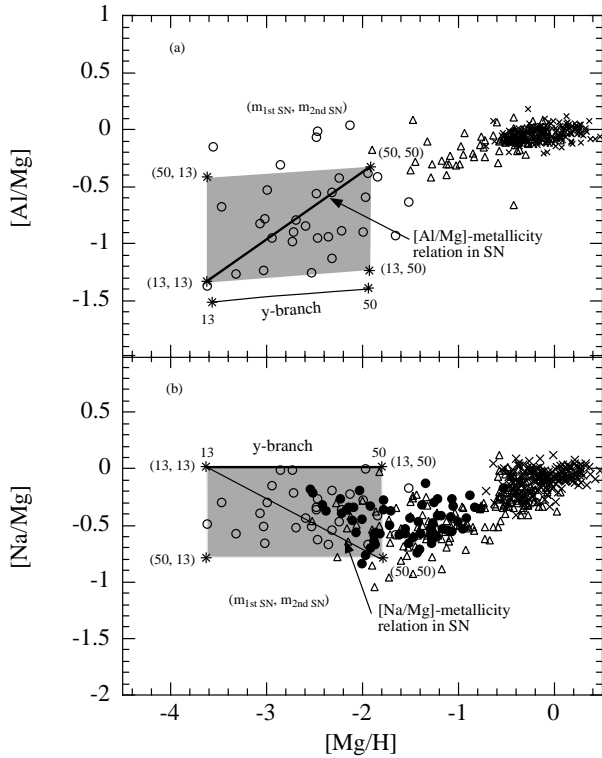 1
(a)
0.5
(m1st SN, m2nd SN)
0
(50, 13)
(50, 50)
-0.5
[Al/Mg]
[Al/Mg]-metallicity
relation in SN
-1
(13, 13)
(13, 50)
-1.5
13
y-branch
50
(b)
0.5
13
y-branch
50
(13, 13)
(13, 50)
0
-0.5
[Na/Mg]
(50, 13)
(50, 50)
-1
(m1st SN, m2nd SN)
[Na/Mg]-metallicity
relation in SN
-1.5
-2
-4
-3
-2
-1
0
[Mg/H]